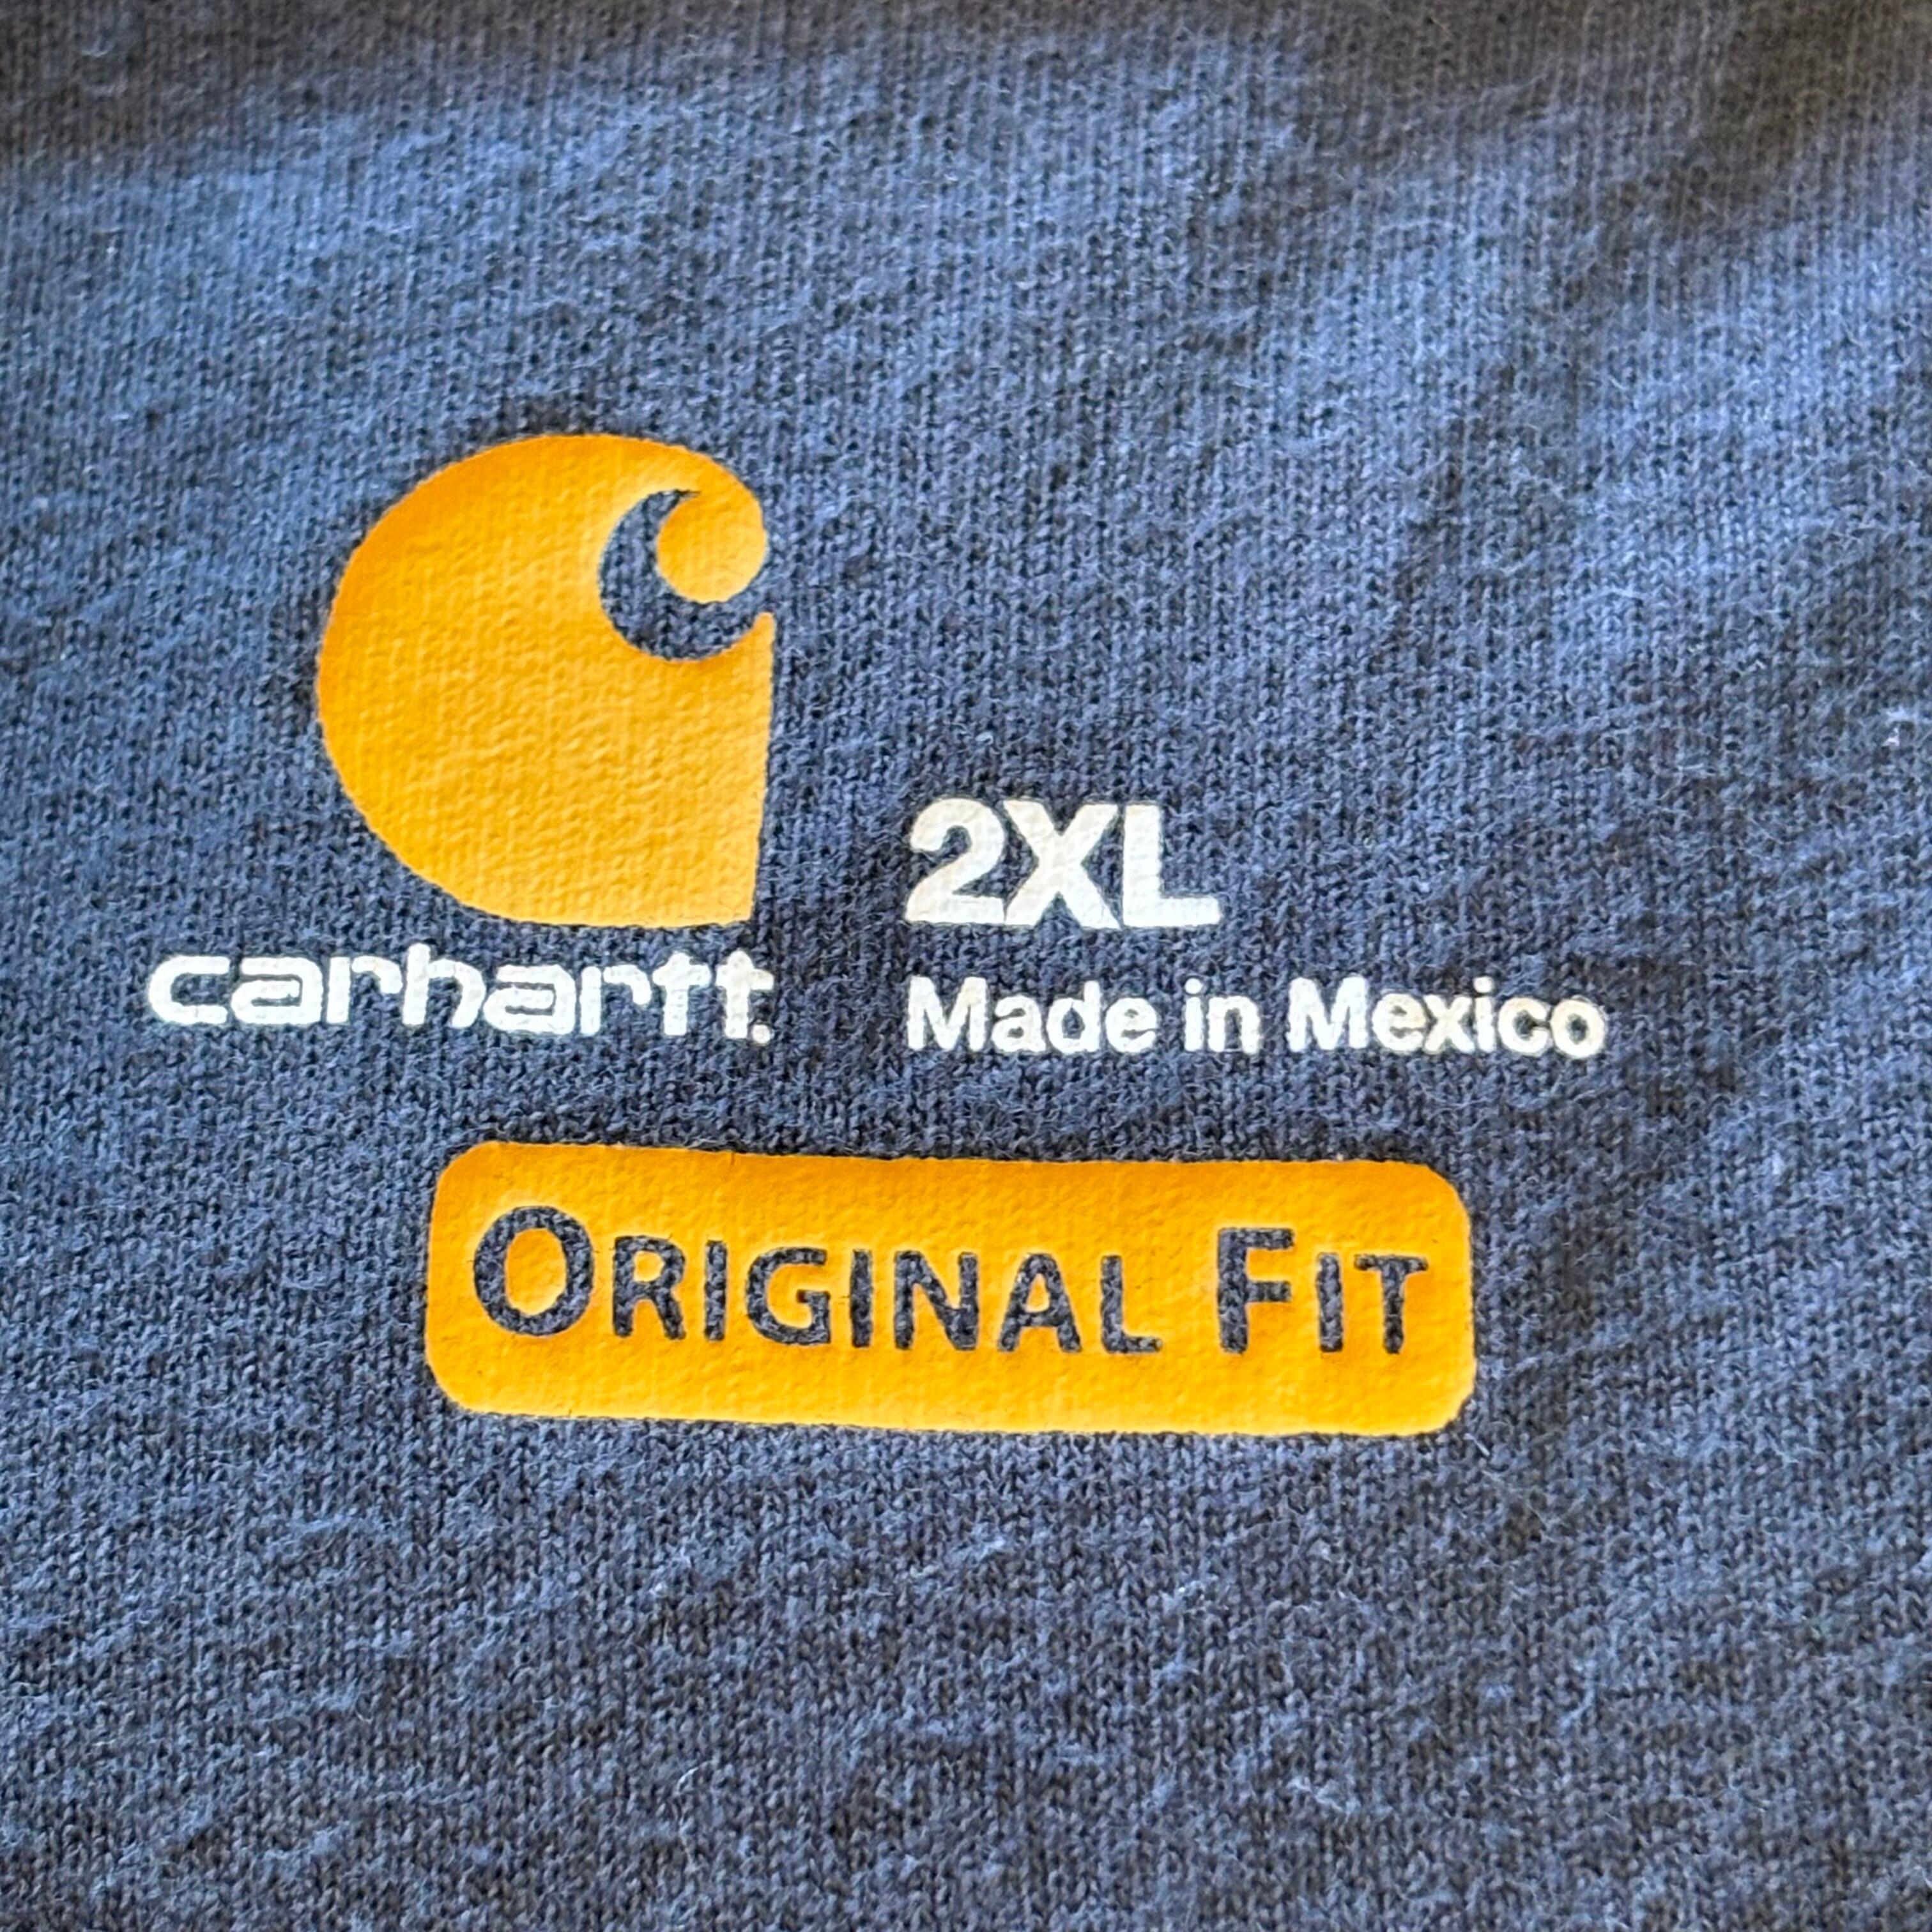 carhartt.
2XL
Made in Mexico
ORIGINAL FIT